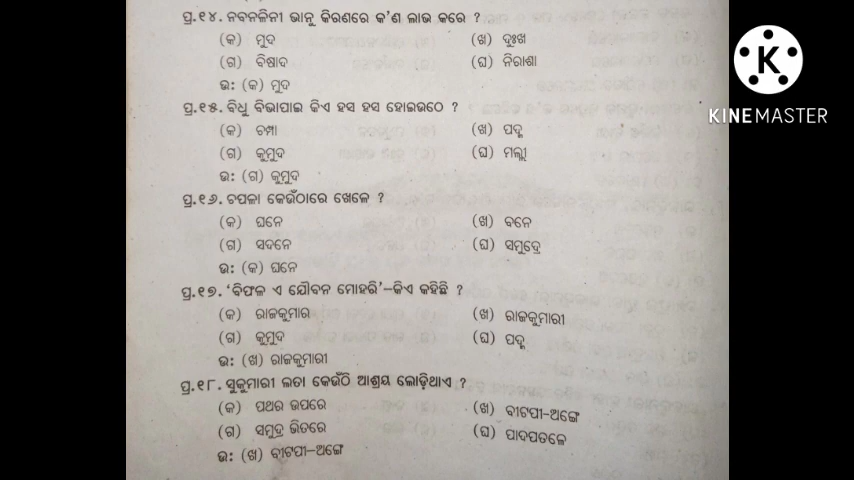 ପ୍ର.୧୪. ନବନଳିନୀ ଭାନୁ କିରଣରେ କ'ଣ ଲାଭ କରେ ?
(କ) ମୁଦ (ଖ) ଦୁଃଖ
(ଗ) ବିଷାଦ (ଘ) ନିରାଶା
ଉ: (କ) ମୁଦ
ପ୍ର.୧୫. ବିଧୁ ବିଭାପାଇ କିଏ ହସ ହସ ହୋଇଉଠେ ?
(କ) ଚମ୍ପା (ଖ) ପଦ୍ମ
(ଗ) କୁମୁଦ (ଘ) ମଲ୍ଲୀ
ଉ: (ଗ) କୁମୁଦ
ପ୍ର.୧୬. ଚପଳା କେଉଁଠାରେ ଖେଳେ ?
(କ) ଘନେ (ଖ) ବନେ
(ଗ) ସଦନେ (ଘ) ସମୁଦ୍ରେ
ଉ: (କ) ଘନେ
ପ୍ର.୧୭. 'ବିଫଳ ଏ ଯୌବନ ମୋହରି'–କିଏ କହିଛି ?
(କ) ରାଜକୁମାର (ଖ) ରାଜକୁମାରୀ
(ଗ) କୁମୁଦ (ଘ) ପଦ୍ମ
ଉ: (ଖ) ରାଜକୁମାରୀ
ପ୍ର.୧୮. ସୁକୁମାରୀ ଲତା କେଉଁଠି ଆଶ୍ରୟ ଲୋଡ଼ିଥାଏ ?
(କ) ପଥର ଉପରେ (ଖ) ବୀଟପୀ-ଅଙ୍ଗେ
(ଗ) ସମୁଦ୍ର ଭିତରେ (ଘ) ପାଦପତଳେ
ଉ: (ଖ) ବୀଟପୀ-ଅଙ୍ଗେ
K
KINEMASTER